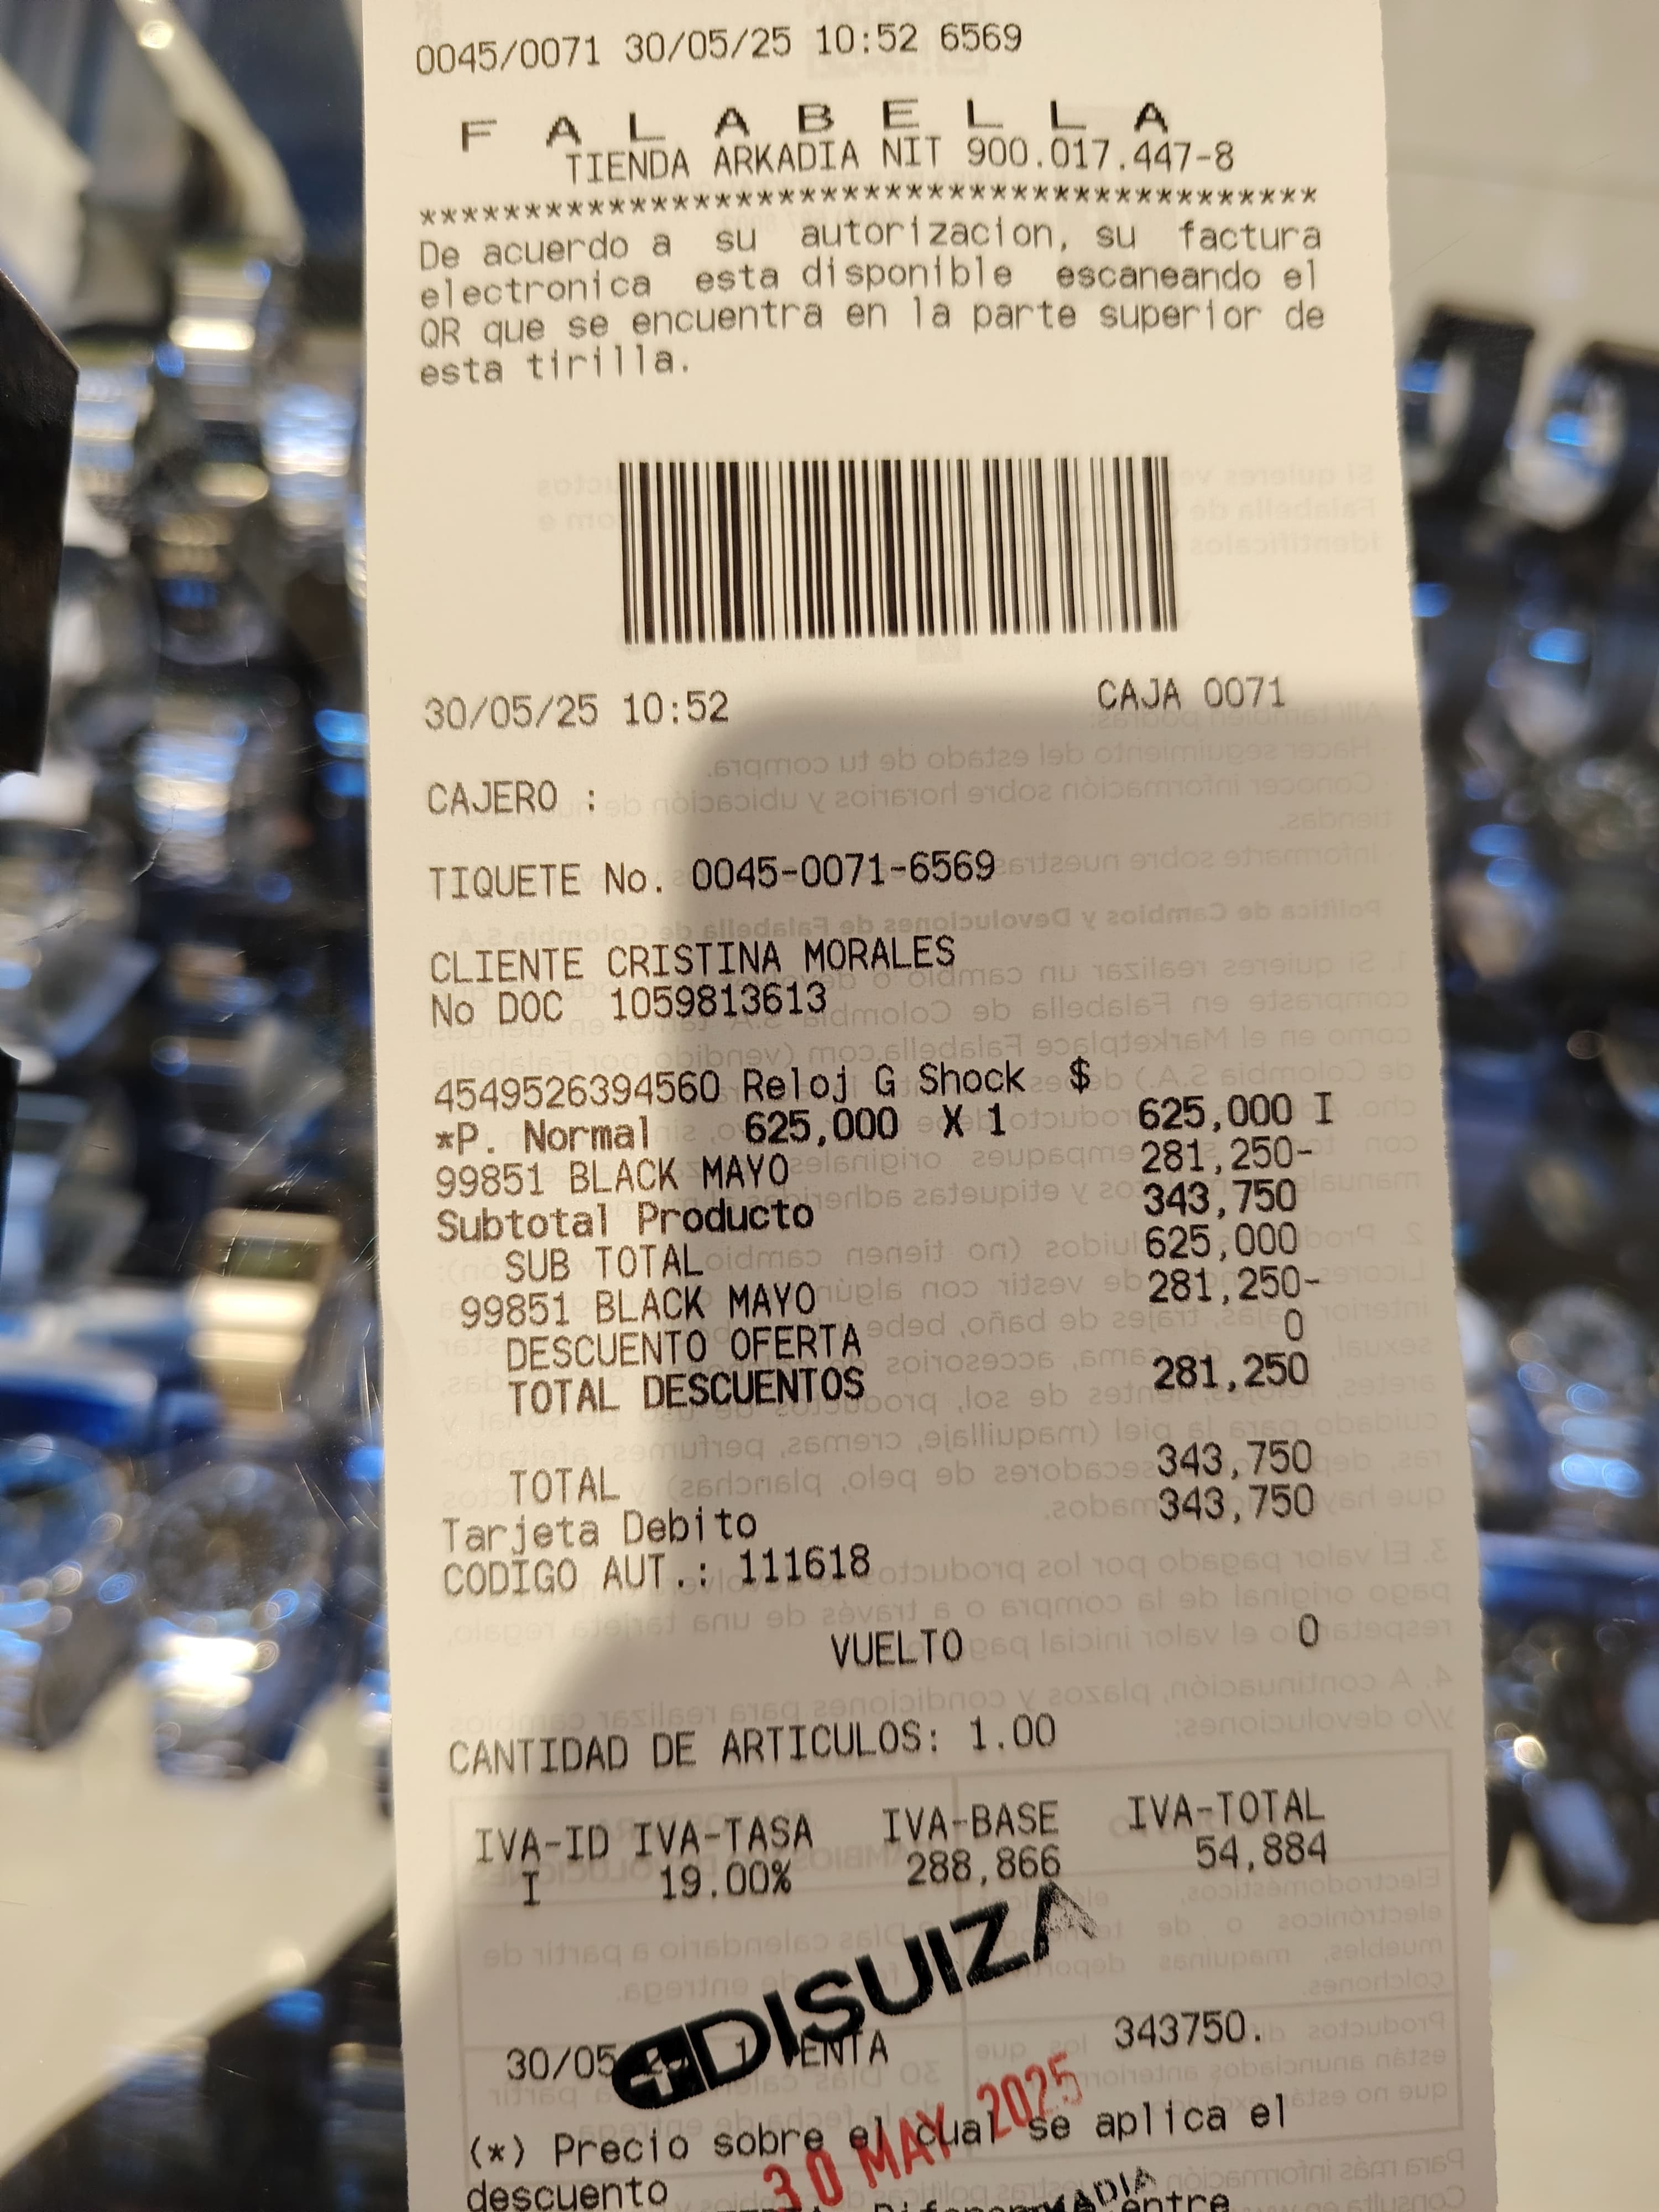 0045/0071 30/05/25 10:52 6569
F A L A B E L L A
TIENDA ARKADIA NIT 900.017.447-8
******************************************
De acuerdo a su autorizacion, su factura
electronica esta disponible escaneando el
QR que se encuentra en la parte superior de
esta tirilla.
30/05/25 10:52 CAJA 0071
CAJERO :
TIQUETE No. 0045-0071-6569
CLIENTE CRISTINA MORALES
No DOC 1059813613
4549526394560 Reloj G Shock $
*P. Normal 625,000 X 1 625,000 I
99851 BLACK MAYO 281,250-
Subtotal Producto 343,750
SUB TOTAL 625,000
99851 BLACK MAYO 281,250-
DESCUENTO OFERTA 0
TOTAL DESCUENTOS 281,250
TOTAL 343,750
Tarjeta Debito 343,750
CODIGO AUT.: 111618
VUELTO 0
CANTIDAD DE ARTICULOS: 1.00
IVA-ID IVA-TASA IVA-BASE IVA-TOTAL
I 19.00% 288,866 54,884
DISUIZA
30/05 1 VENTA 343750.
30 MAY 2025
(*) Precio sobre el cual se aplica el
descuento
entre